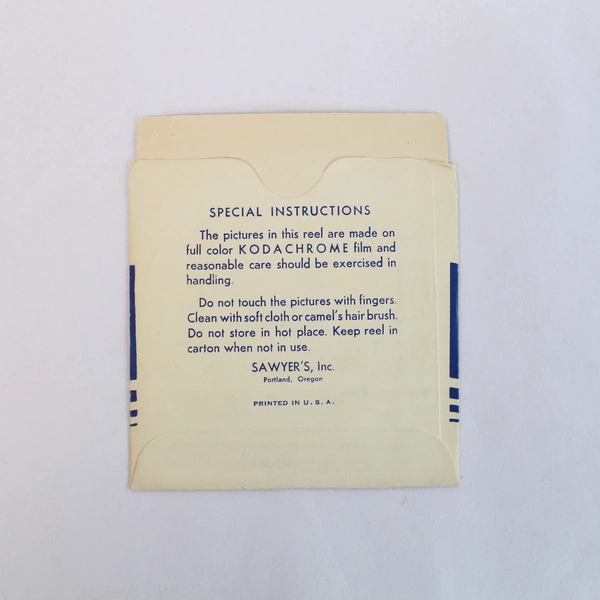 SPECIAL INSTRUCTIONS
The pictures in this reel are made on
full color KODACHROME film and
reasonable care should be exercised in
handling.
Do not touch the pictures with fingers.
Clean with soft cloth or camel's hair brush.
Do not store in hot place. Keep reel in
carton when not in use.
SAWYER'S, Inc.
Portland, Oregon
PRINTED IN U. S. A.